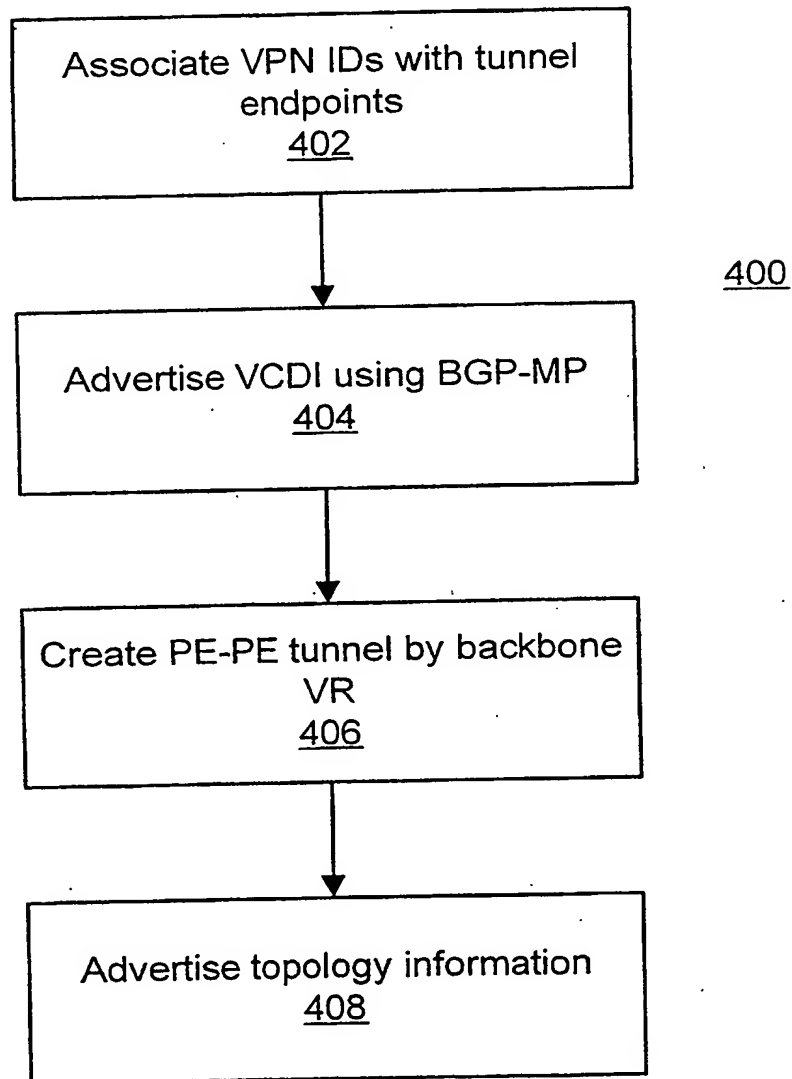 Associate VPN IDs with tunnel
endpoints
402
400
Advertise VCDI using BGP-MP
404
Create PE-PE tunnel by backbone
VR
406
Advertise topology information
408